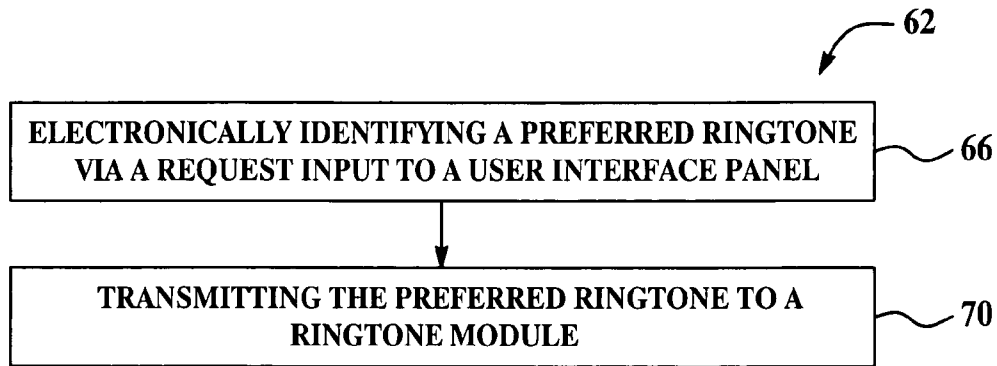 62
ELECTRONICALLY IDENTIFYING A PREFERRED RINGTONE
VIA A REQUEST INPUT TO A USER INTERFACE PANEL
66
TRANSMITTING THE PREFERRED RINGTONE TO A
RINGTONE MODULE
70